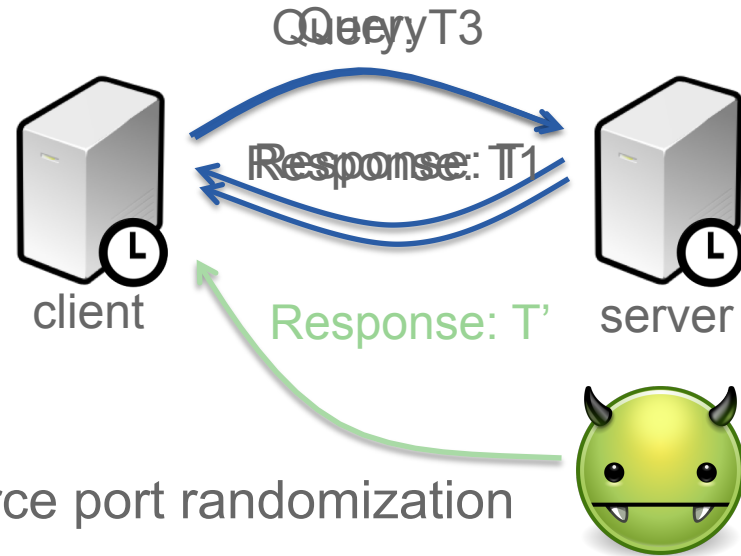 Query: T3
Response: T1
client
Response: T’
server
rce port randomization